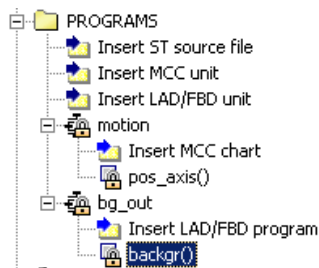 PROGRAMS
Insert ST source file
Insert MCC unit
Insert LAD/FBD unit
motion
Insert MCC chart
pos_axis()
bg_out
Insert LAD/FBD program
backgr()